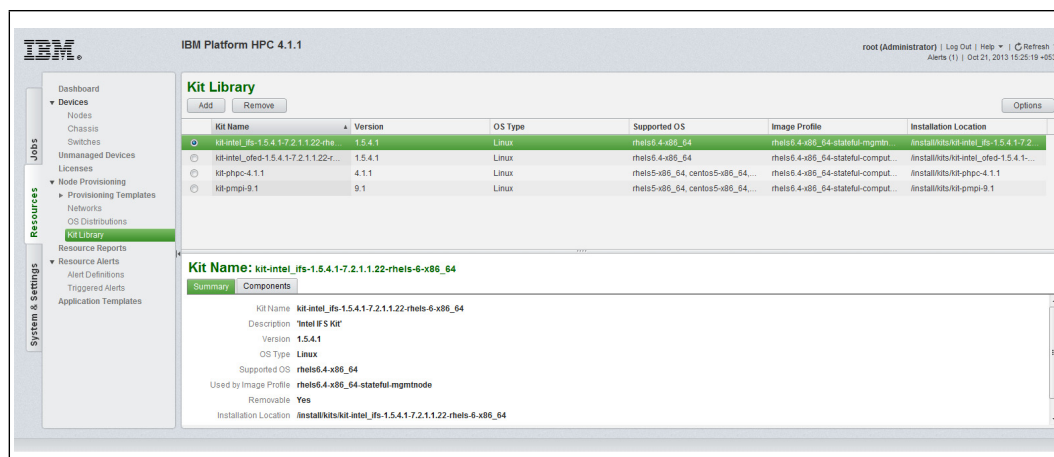 IBM.
IBM Platform HPC 4.1.1
root (Administrator) | Log Out | Help | Refresh
Alerts (1) | Oct 21, 2013 15:25:19 +053
Jobs
Resources
System & Settings
Dashboard
Devices
Nodes
Chassis
Switches
Unmanaged Devices
Licenses
Node Provisioning
Provisioning Templates
Networks
OS Distributions
Kit Library
Resource Reports
Resource Alerts
Alert Definitions
Triggered Alerts
Application Templates
Kit Library
Add Remove Options
Kit Name Version OS Type Supported OS Image Profile Installation Location
kit-intel_ifs-1.5.4.1-7.2.1.1.22-rhe... 1.5.4.1 Linux rhels6.4-x86_64 rhels6.4-x86_64-stateful-mgmtn... /install/kits/kit-intel_ifs-1.5.4.1-7.2...
kit-intel_ofed-1.5.4.1-7.2.1.1.22-r... 1.5.4.1 Linux rhels6.4-x86_64 rhels6.4-x86_64-stateful-comput... /install/kits/kit-intel_ofed-1.5.4.1-...
kit-phpc-4.1.1 4.1.1 Linux rhels5-x86_64, centos5-x86_64,... rhels6.4-x86_64-stateful-comput... /install/kits/kit-phpc-4.1.1
kit-pmpi-9.1 9.1 Linux rhels5-x86_64, centos5-x86_64,... rhels6.4-x86_64-stateful-comput... /install/kits/kit-pmpi-9.1
Kit Name: kit-intel_ifs-1.5.4.1-7.2.1.1.22-rhels-6-x86_64
Summary Components
Kit Name kit-intel_ifs-1.5.4.1-7.2.1.1.22-rhels-6-x86_64
Description 'Intel IFS Kit'
Version 1.5.4.1
OS Type Linux
Supported OS rhels6.4-x86_64
Used by Image Profile rhels6.4-x86_64-stateful-mgmtnode
Removable Yes
Installation Location /install/kits/kit-intel_ifs-1.5.4.1-7.2.1.1.22-rhels-6-x86_64